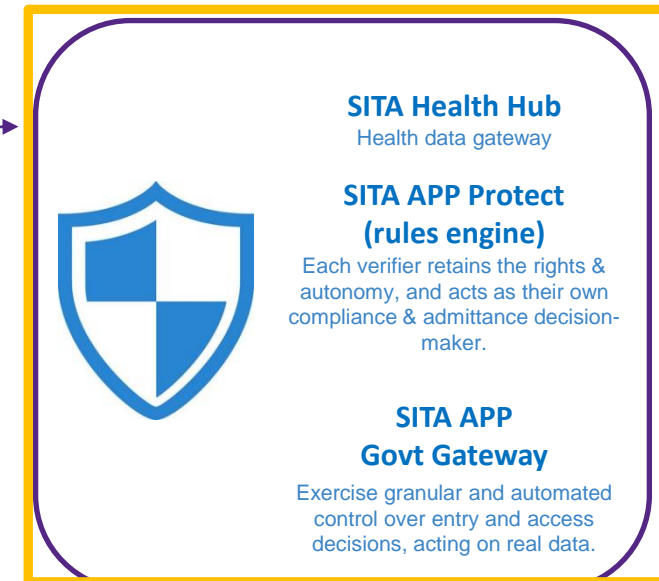 SITA Health Hub
Health data gateway
SITA APP Protect
(rules engine)
Each verifier retains the rights &
autonomy, and acts as their own
compliance & admittance decision-
maker.
SITA APP
Govt Gateway
Exercise granular and automated
control over entry and access
decisions, acting on real data.